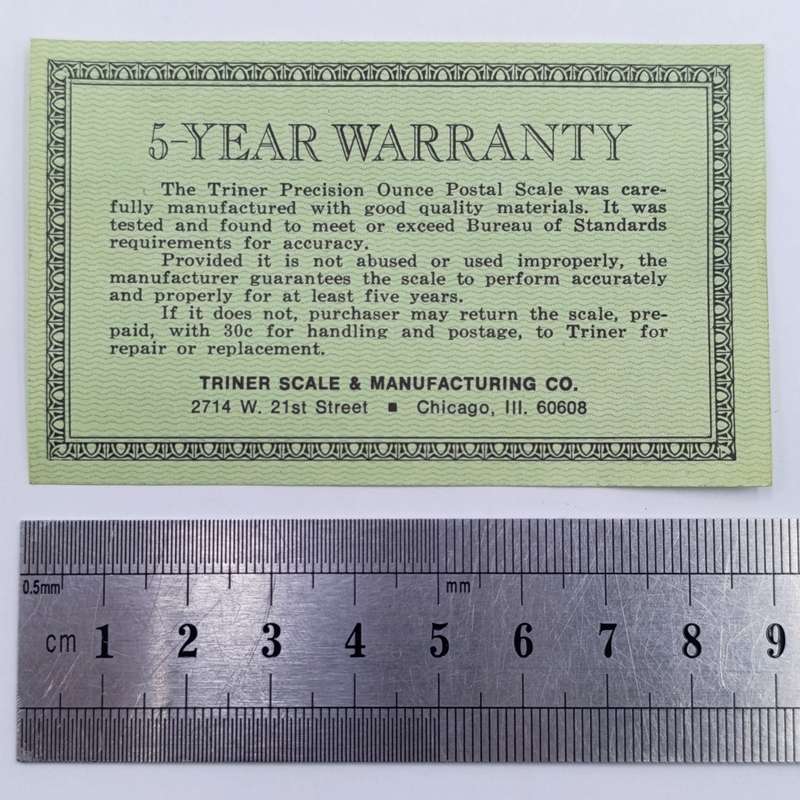 5-YEAR WARRANTY
The Triner Precision Ounce Postal Scale was care-
fully manufactured with good quality materials. It was
tested and found to meet or exceed Bureau of Standards
requirements for accuracy.
Provided it is not abused or used improperly, the
manufacturer guarantees the scale to perform accurately
and properly for at least five years.
If it does not, purchaser may return the scale, pre-
paid, with 30c for handling and postage, to Triner for
repair or replacement.
TRINER SCALE & MANUFACTURING CO.
2714 W. 21st Street ■ Chicago, Ill. 60608
0.5mm mm
cm 1 2 3 4 5 6 7 8 9